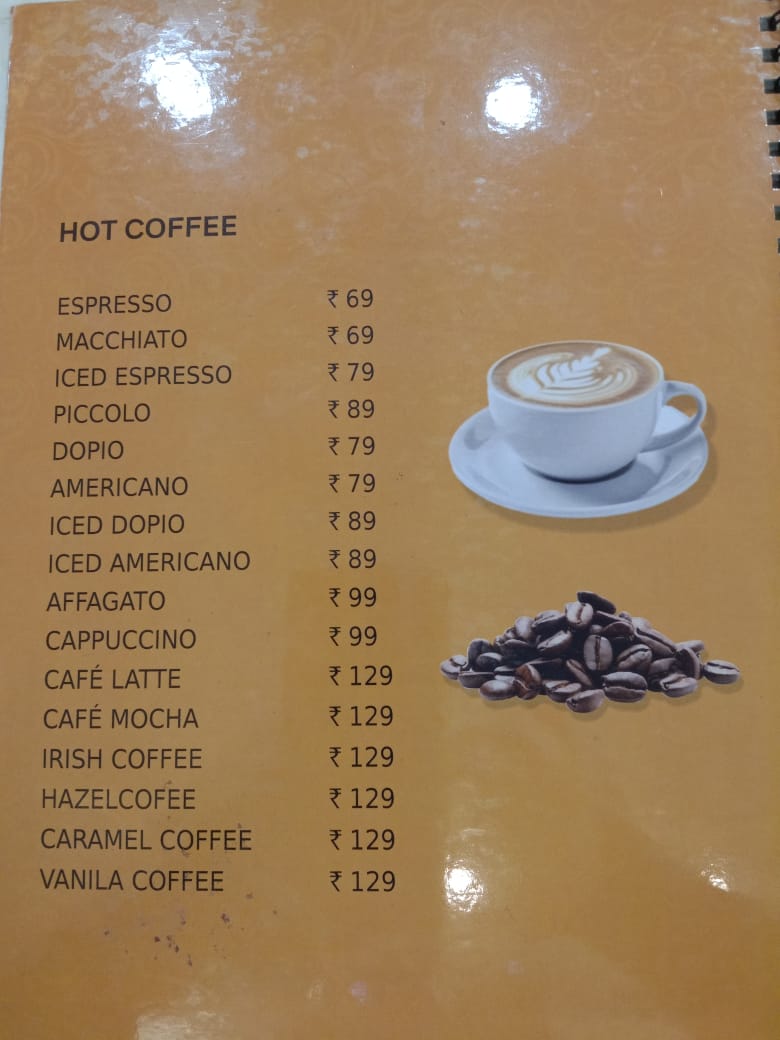 HOT COFFEE
ESPRESSO ₹ 69
MACCHIATO ₹ 69
ICED ESPRESSO ₹ 79
PICCOLO ₹ 89
DOPIO ₹ 79
AMERICANO ₹ 79
ICED DOPIO ₹ 89
ICED AMERICANO ₹ 89
AFFAGATO ₹ 99
CAPPUCCINO ₹ 99
CAFÉ LATTE ₹ 129
CAFÉ MOCHA ₹ 129
IRISH COFFEE ₹ 129
HAZELCOFEE ₹ 129
CARAMEL COFFEE ₹ 129
VANILA COFFEE ₹ 129